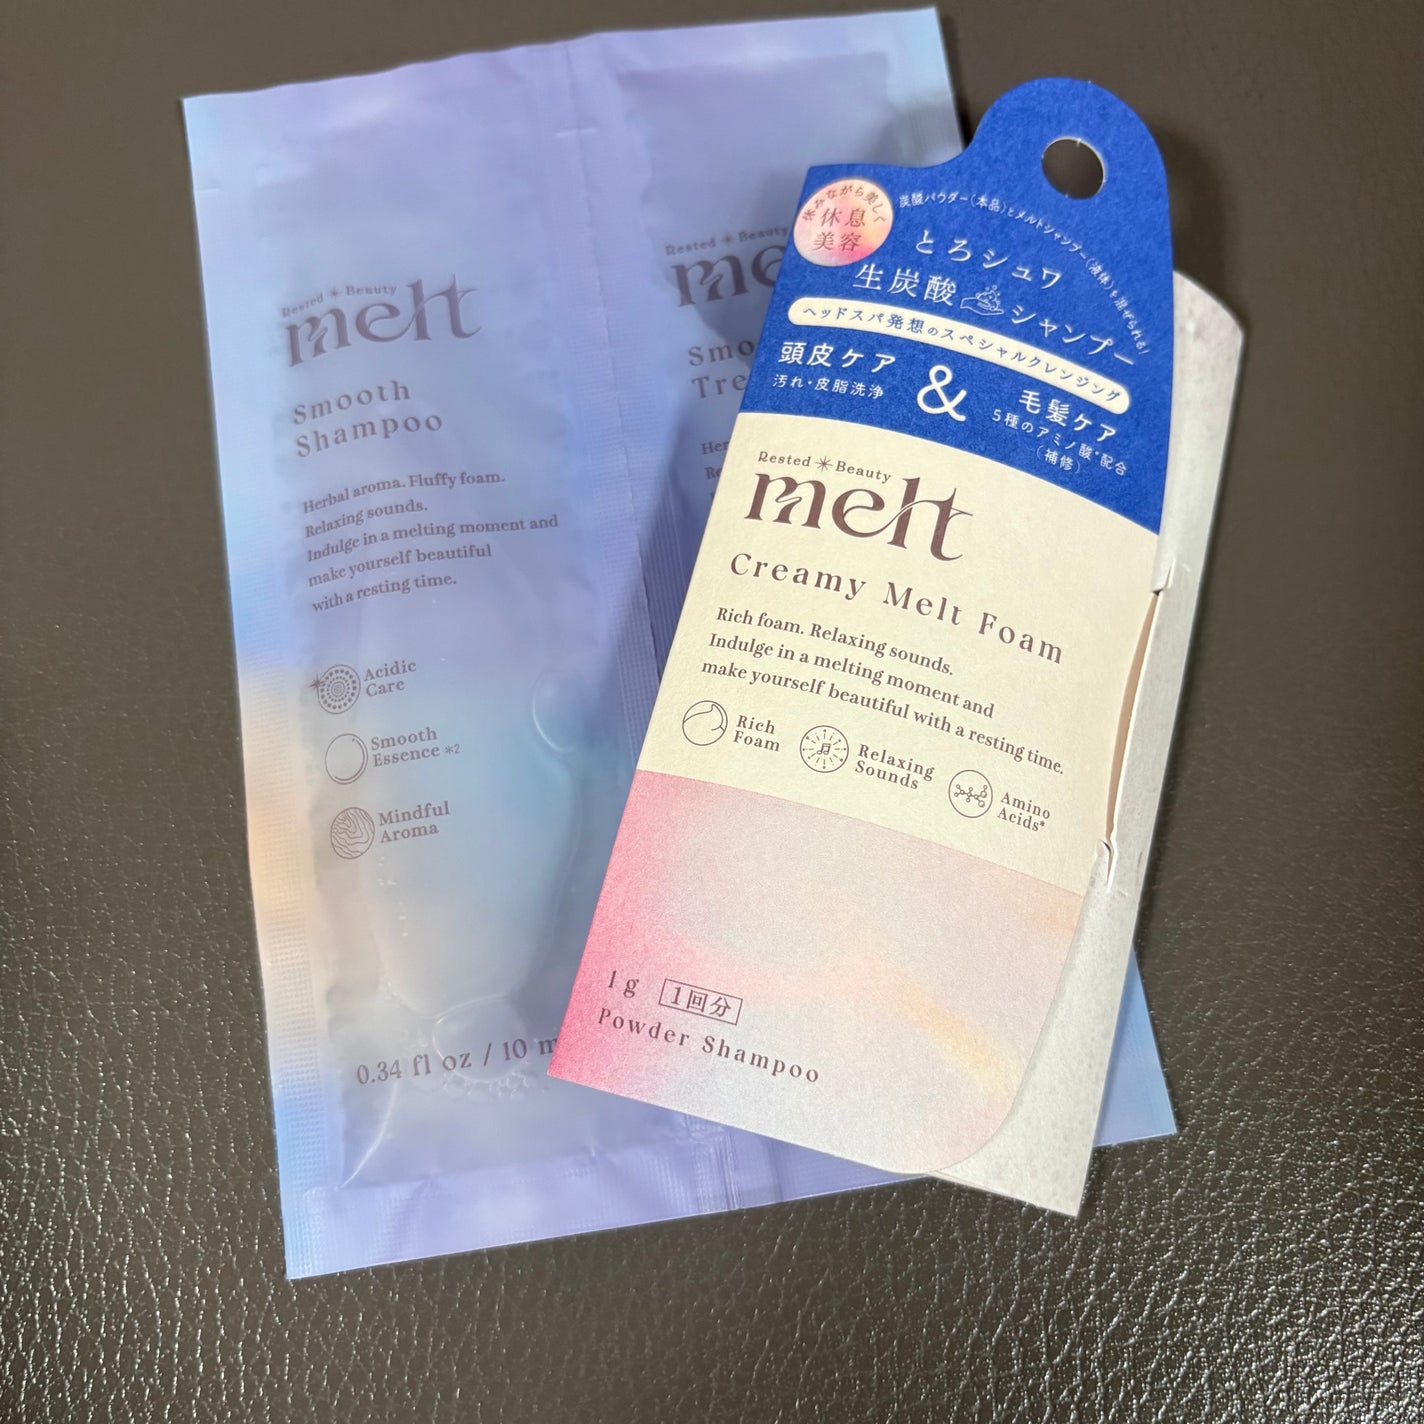 Rested Beauty
melt
Smooth
Shampoo
Herbal aroma. Fluffy foam.
Relaxing sounds.
Indulge in a melting moment and
make yourself beautiful
with a resting time.
Acidic
Care
Smooth
Essence *2
Mindful
Aroma
0.34 fl oz / 10 m
Rested Beauty
me
Smo
Tre
Her
Re
休みながら美しく
休息
美容
炭酸パウダー(本品)とメルトシャンプー(液体)を混ぜられる!
とろシュワ
生炭酸シャンプー
ヘッドスパ発想のスペシャルクレンジング
頭皮ケア
汚れ・皮脂洗浄
&
毛髪ケア
5種のアミノ酸*配合
(補修)
Rested Beauty
melt
Creamy Melt Foam
Rich foam. Relaxing sounds.
Indulge in a melting moment and
make yourself beautiful with a resting time.
Rich
Foam
Relaxing
Sounds
Amino
Acids*
1g 1回分
Powder Shampoo